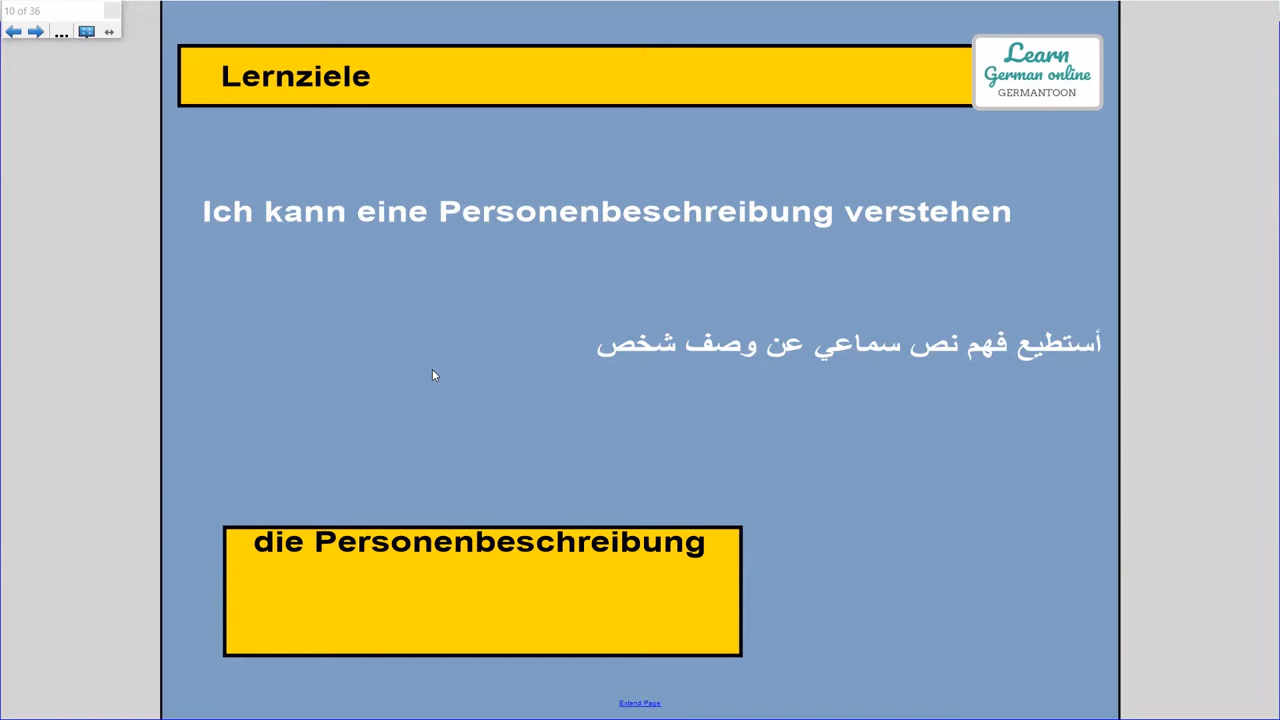 10 of 36
...
Lernziele
Learn
German online
GERMANTOON
Ich kann eine Personenbeschreibung verstehen
أستطيع فهم نص سماعي عن وصف شخص
die Personenbeschreibung
Extend Page